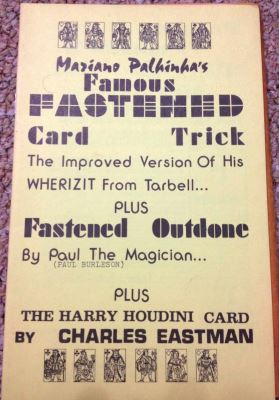 Mariano Palhinha's
Famous
FASTENED
Card Trick
The Improved Version Of His
WHERIZIT From Tarbell...
PLUS
Fastened Outdone
By Paul The Magician...
(PAUL BURLESON)
PLUS
THE HARRY HOUDINI CARD
BY CHARLES EASTMAN